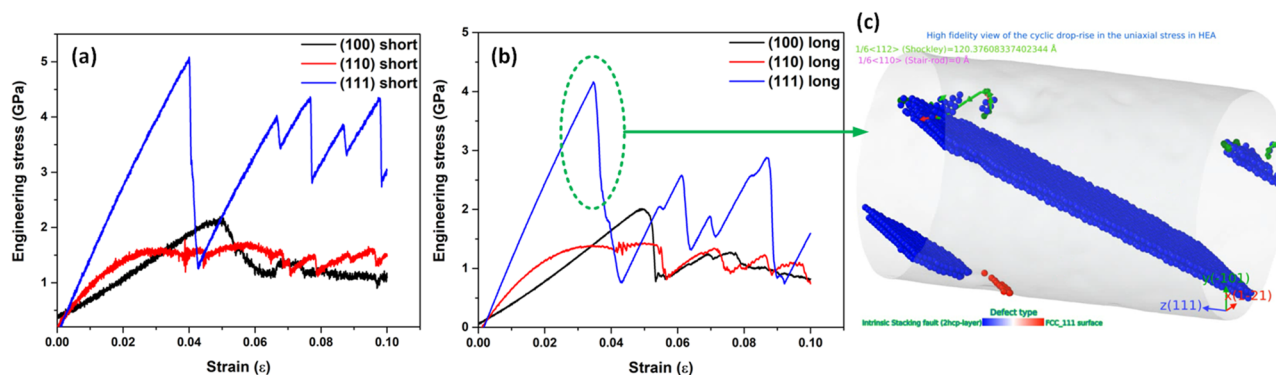 (a)
(100) short
(110) short
(111) short
Engineering stress (GPa)
5
4
3
2
1
0.00 0.02 0.04 0.06 0.08 0.10
Strain (ε)
(b)
(100) long
(110) long
(111) long
Engineering stress (GPa)
5
4
3
2
1
0
0.00 0.02 0.04 0.06 0.08 0.10
Strain (ε)
(c)
High fidelity view of the cyclic drop-rise in the uniaxial stress in HEA
1/6<112> (Shockley)=120.37608337402344 Å
1/6<110> (Stair-rod)=0 Å
y(-101)
x(1-21)
z(111)
Defect type
Intrinsic Stacking fault (2hcp-layer)
FCC_111 surface